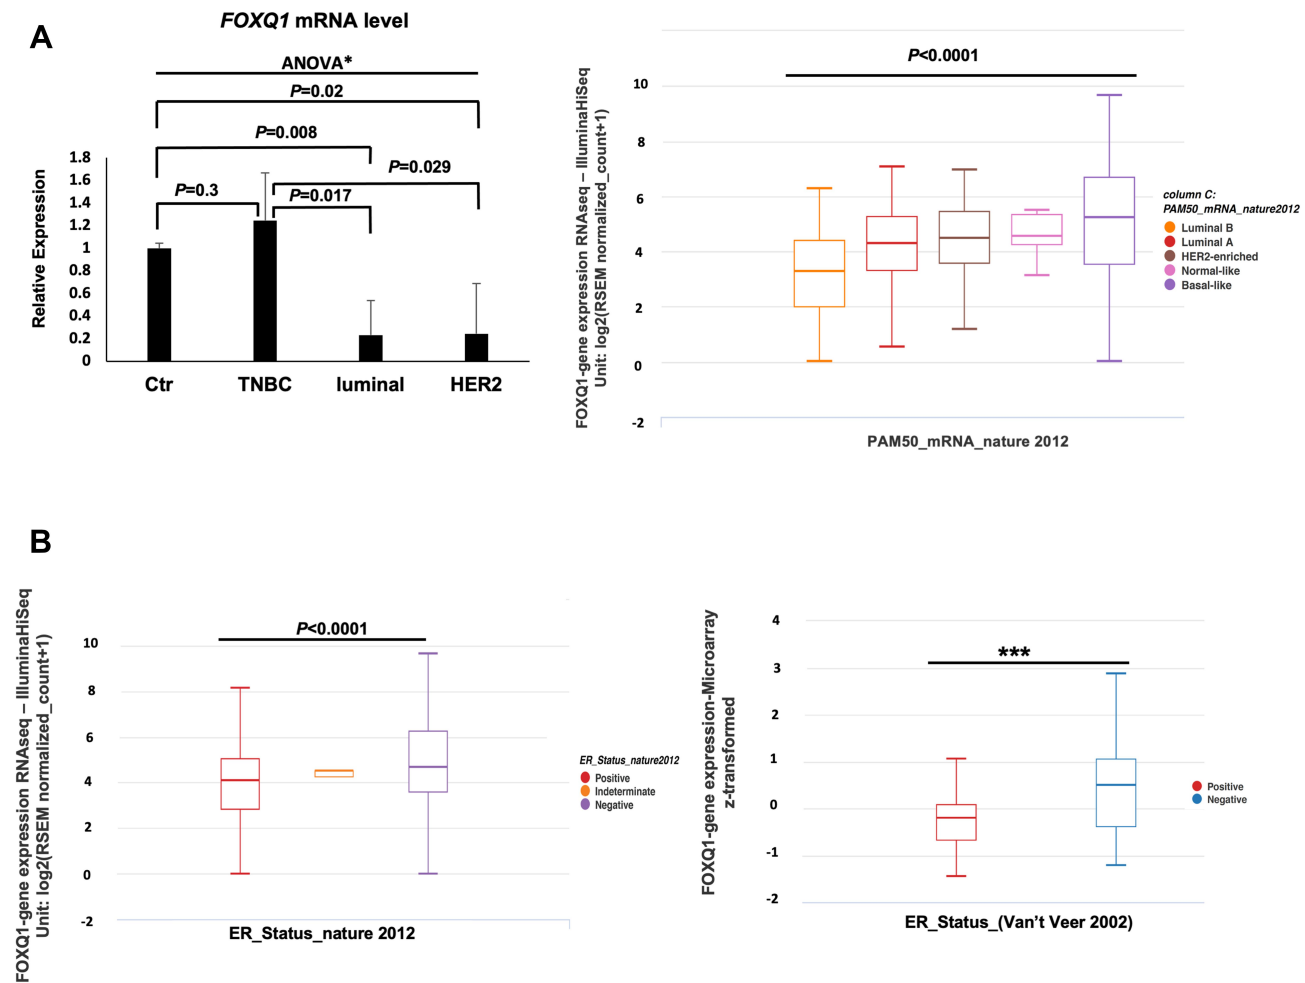 A
FOXQ1 mRNA level
ANOVA*
P=0.02
P=0.008
P=0.029
P=0.3
P=0.017
Relative Expression
1.8
1.6
1.4
1.2
1
0.8
0.6
0.4
0.2
0
Ctr TNBC luminal HER2
FOXQ1-gene expression RNAseq – IlluminaHiSeq
Unit: log2(RSEM normalized_count+1)
P<0.0001
10
8
6
4
2
0
-2
PAM50_mRNA_nature 2012
column C:
PAM50_mRNA_nature2012
Luminal B
Luminal A
HER2-enriched
Normal-like
Basal-like
B
FOXQ1-gene expression RNAseq – IlluminaHiSeq
Unit: log2(RSEM normalized_count+1)
P<0.0001
10
8
6
4
2
0
-2
ER_Status_nature 2012
ER_Status_nature2012
Positive
Indeterminate
Negative
FOXQ1-gene expression-Microarray
z-transformed
***
4
3
2
1
0
-1
-2
ER_Status_(Van't Veer 2002)
Positive
Negative